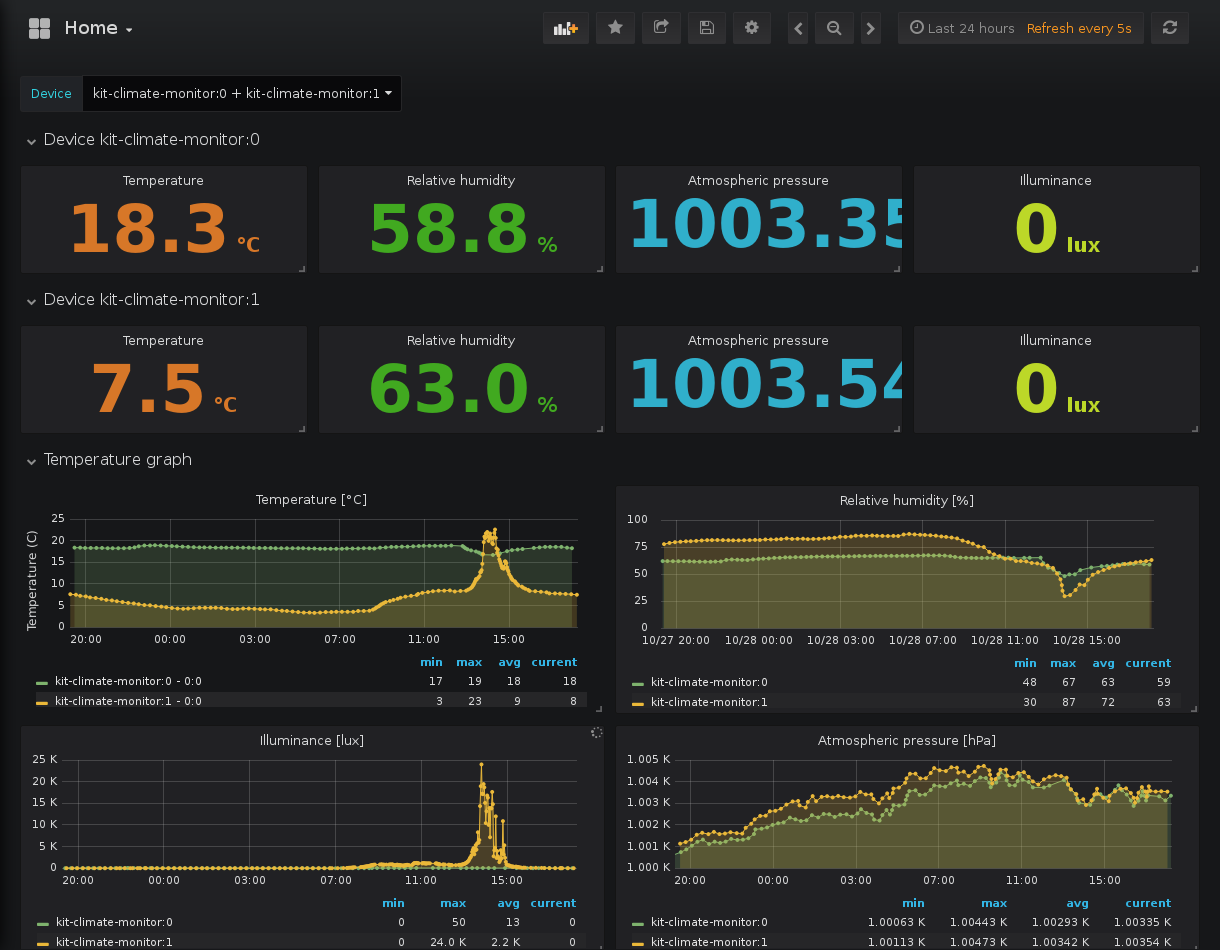 Home
Last 24 hours Refresh every 5s
Device kit-climate-monitor:0 + kit-climate-monitor:1
Device kit-climate-monitor:0
Temperature Relative humidity Atmospheric pressure Illuminance
18.3 °C 58.8 % 1003.35 0 lux
Device kit-climate-monitor:1
Temperature Relative humidity Atmospheric pressure Illuminance
7.5 °C 63.0 % 1003.54 0 lux
Temperature graph
Temperature [°C]
Temperature (C)
25
20
15
10
5
0
20:00 00:00 03:00 07:00 11:00 15:00
min max avg current
kit-climate-monitor:0 - 0:0 17 19 18 18
kit-climate-monitor:1 - 0:0 3 23 9 8
Relative humidity [%]
100
75
50
25
0
10/27 20:00 10/28 00:00 10/28 03:00 10/28 07:00 10/28 11:00 10/28 15:00
min max avg current
kit-climate-monitor:0 48 67 63 59
kit-climate-monitor:1 30 87 72 63
Illuminance [lux]
25 K
20 K
15 K
10 K
5 K
0
20:00 00:00 03:00 07:00 11:00 15:00
min max avg current
kit-climate-monitor:0 0 50 13 0
kit-climate-monitor:1 0 24.0 K 2.2 K 0
Atmospheric pressure [hPa]
1.005 K
1.004 K
1.003 K
1.002 K
1.001 K
1.000 K
20:00 00:00 03:00 07:00 11:00 15:00
min max avg current
kit-climate-monitor:0 1.00063 K 1.00443 K 1.00293 K 1.00335 K
kit-climate-monitor:1 1.00113 K 1.00473 K 1.00342 K 1.00354 K